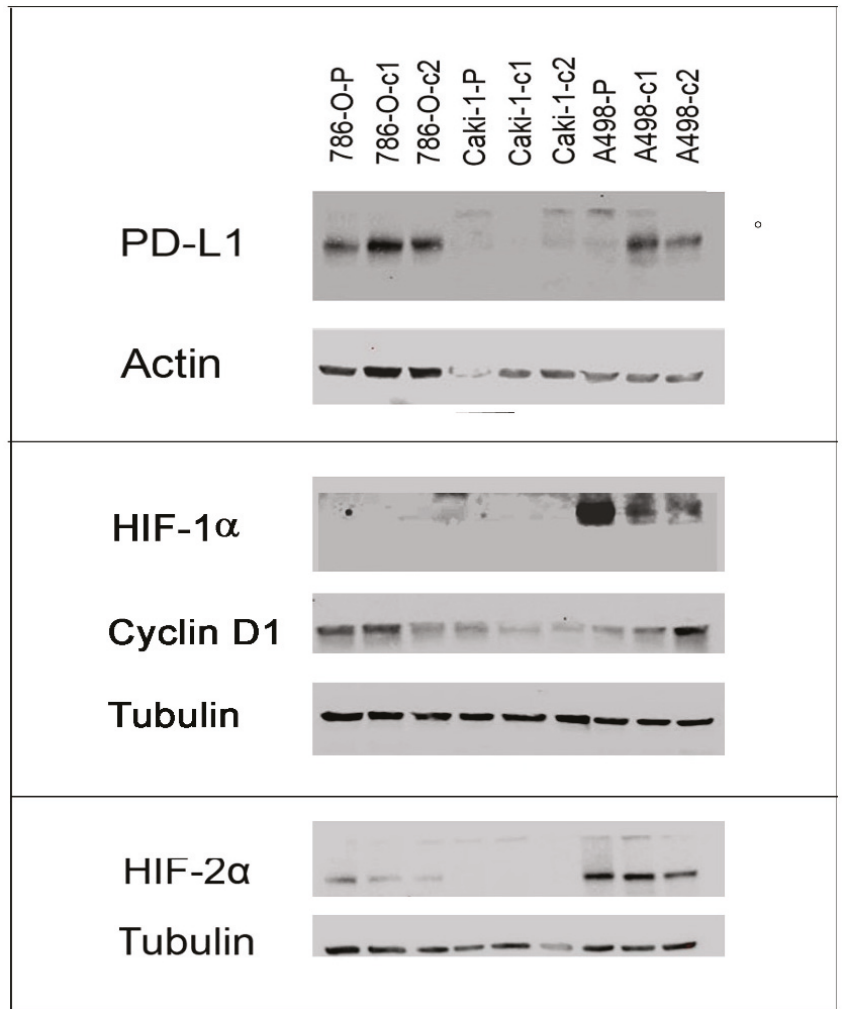 786-O-P
786-O-c1
786-O-c2
Caki-1-P
Caki-1-c1
Caki-1-c2
A498-P
A498-c1
A498-c2
PD-L1
Actin
HIF-1α
Cyclin D1
Tubulin
HIF-2α
Tubulin